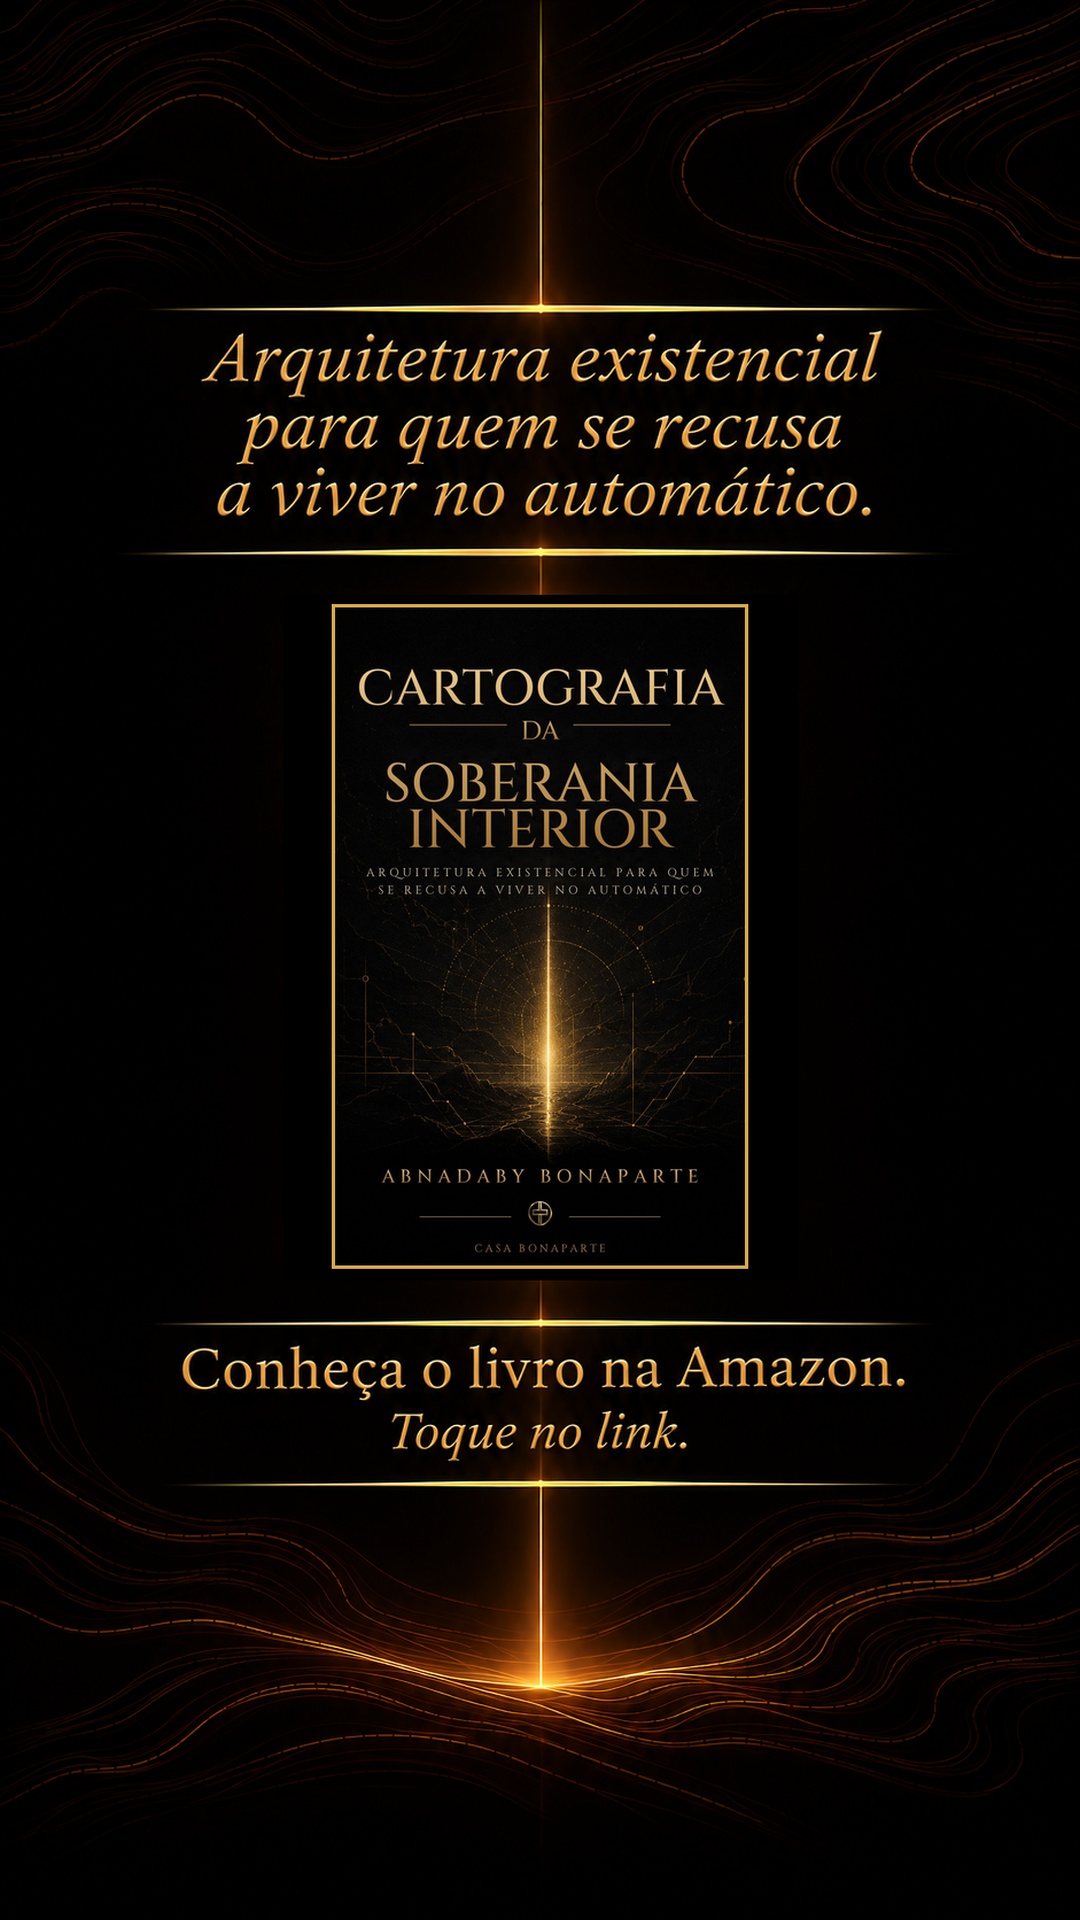 Arquitetura existencial
para quem se recusa
a viver no automático.
CARTOGRAFIA
DA
SOBERANIA
INTERIOR
ARQUITETURA EXISTENCIAL PARA QUEM
SE RECUSA A VIVER NO AUTOMÁTICO
ABNADABY BONAPARTE
CASA BONAPARTE
Conheça o livro na Amazon.
Toque no link.